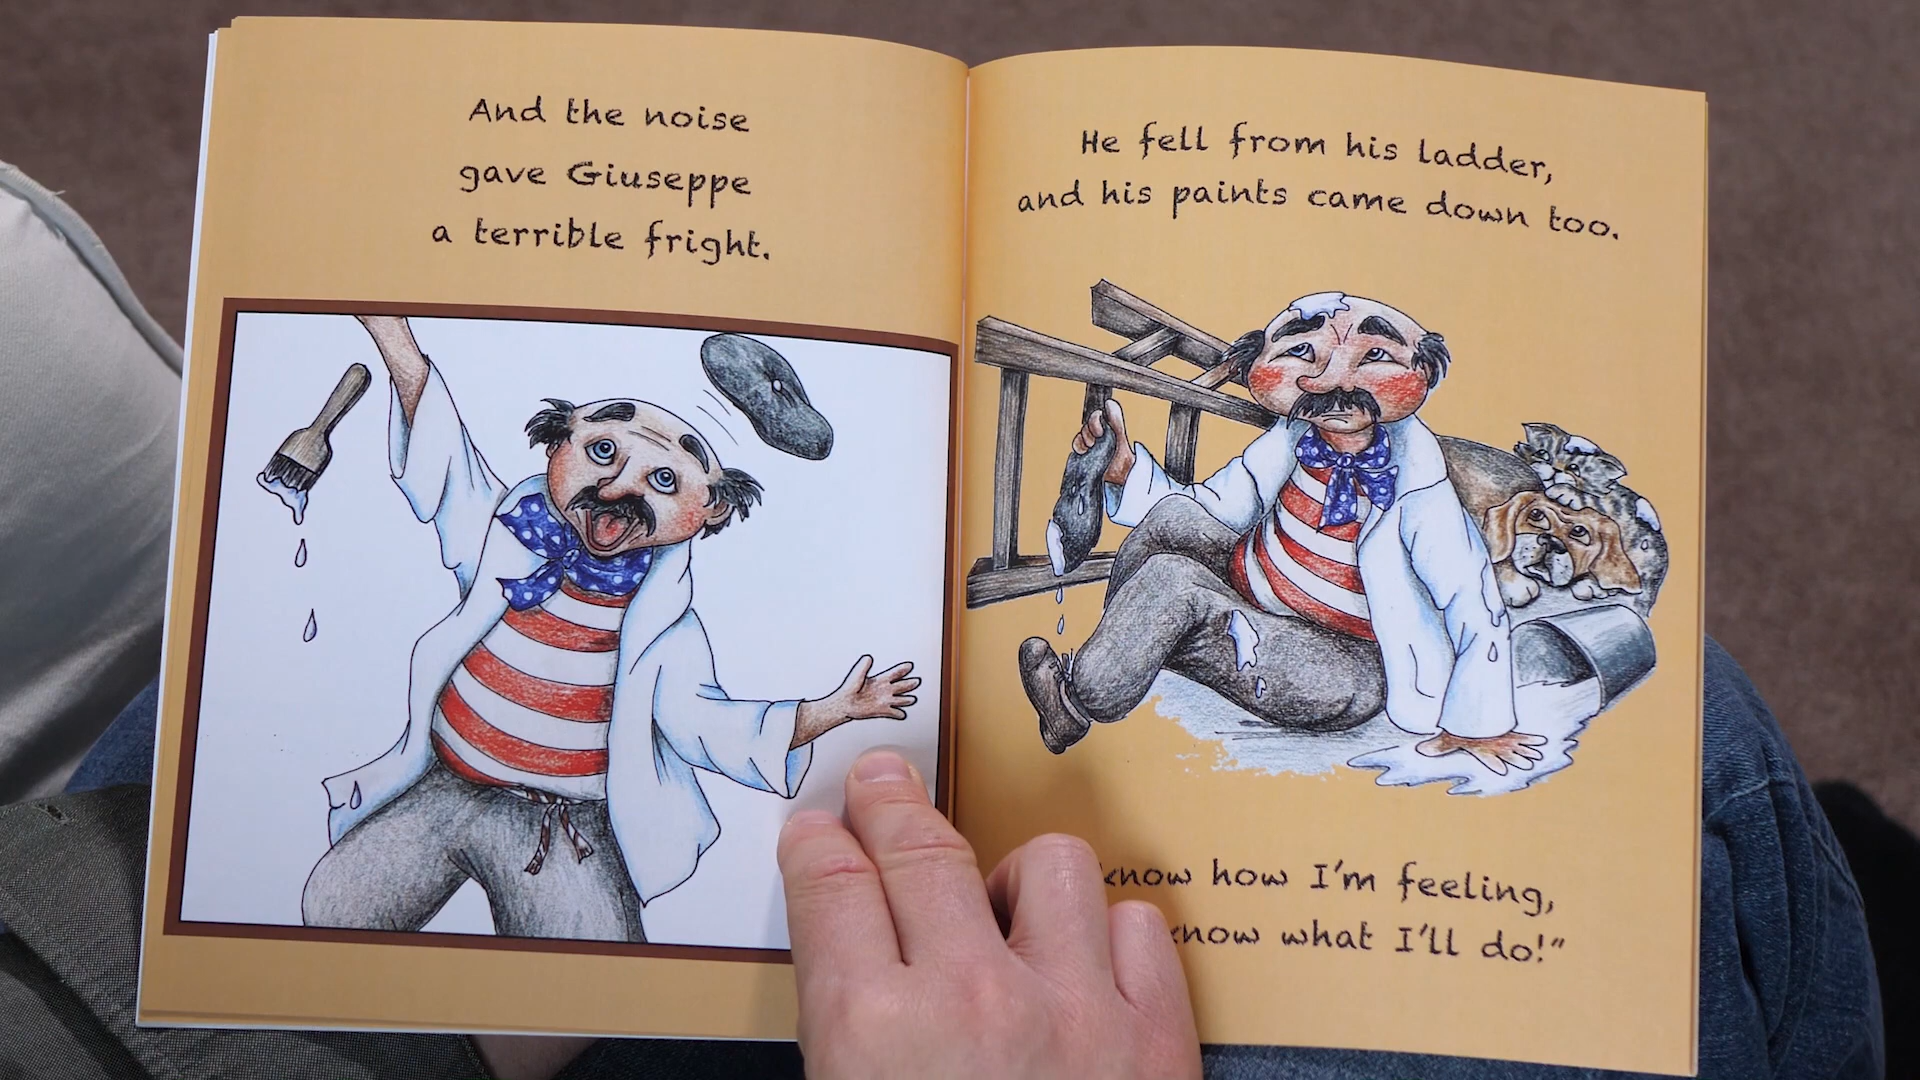 And the noise
gave Giuseppe
a terrible fright.
He fell from his ladder,
and his paints came down too.
know how I'm feeling,
know what I'll do!”